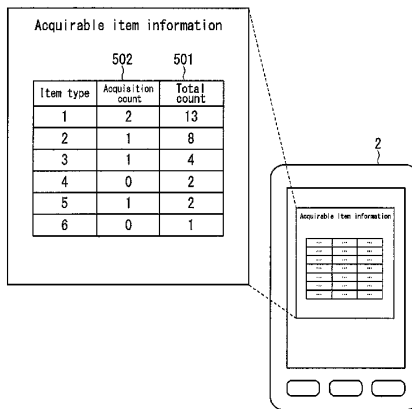 Acquirable item information
502 501
Item type Acquisition count Total count
1 2 13
2 1 8
3 1 4
4 0 2
5 1 2
6 0 1
2
Acquirable item information
... ... ...
... ... ...
... ... ...
... ... ...
... ... ...
... ... ...
... ... ...